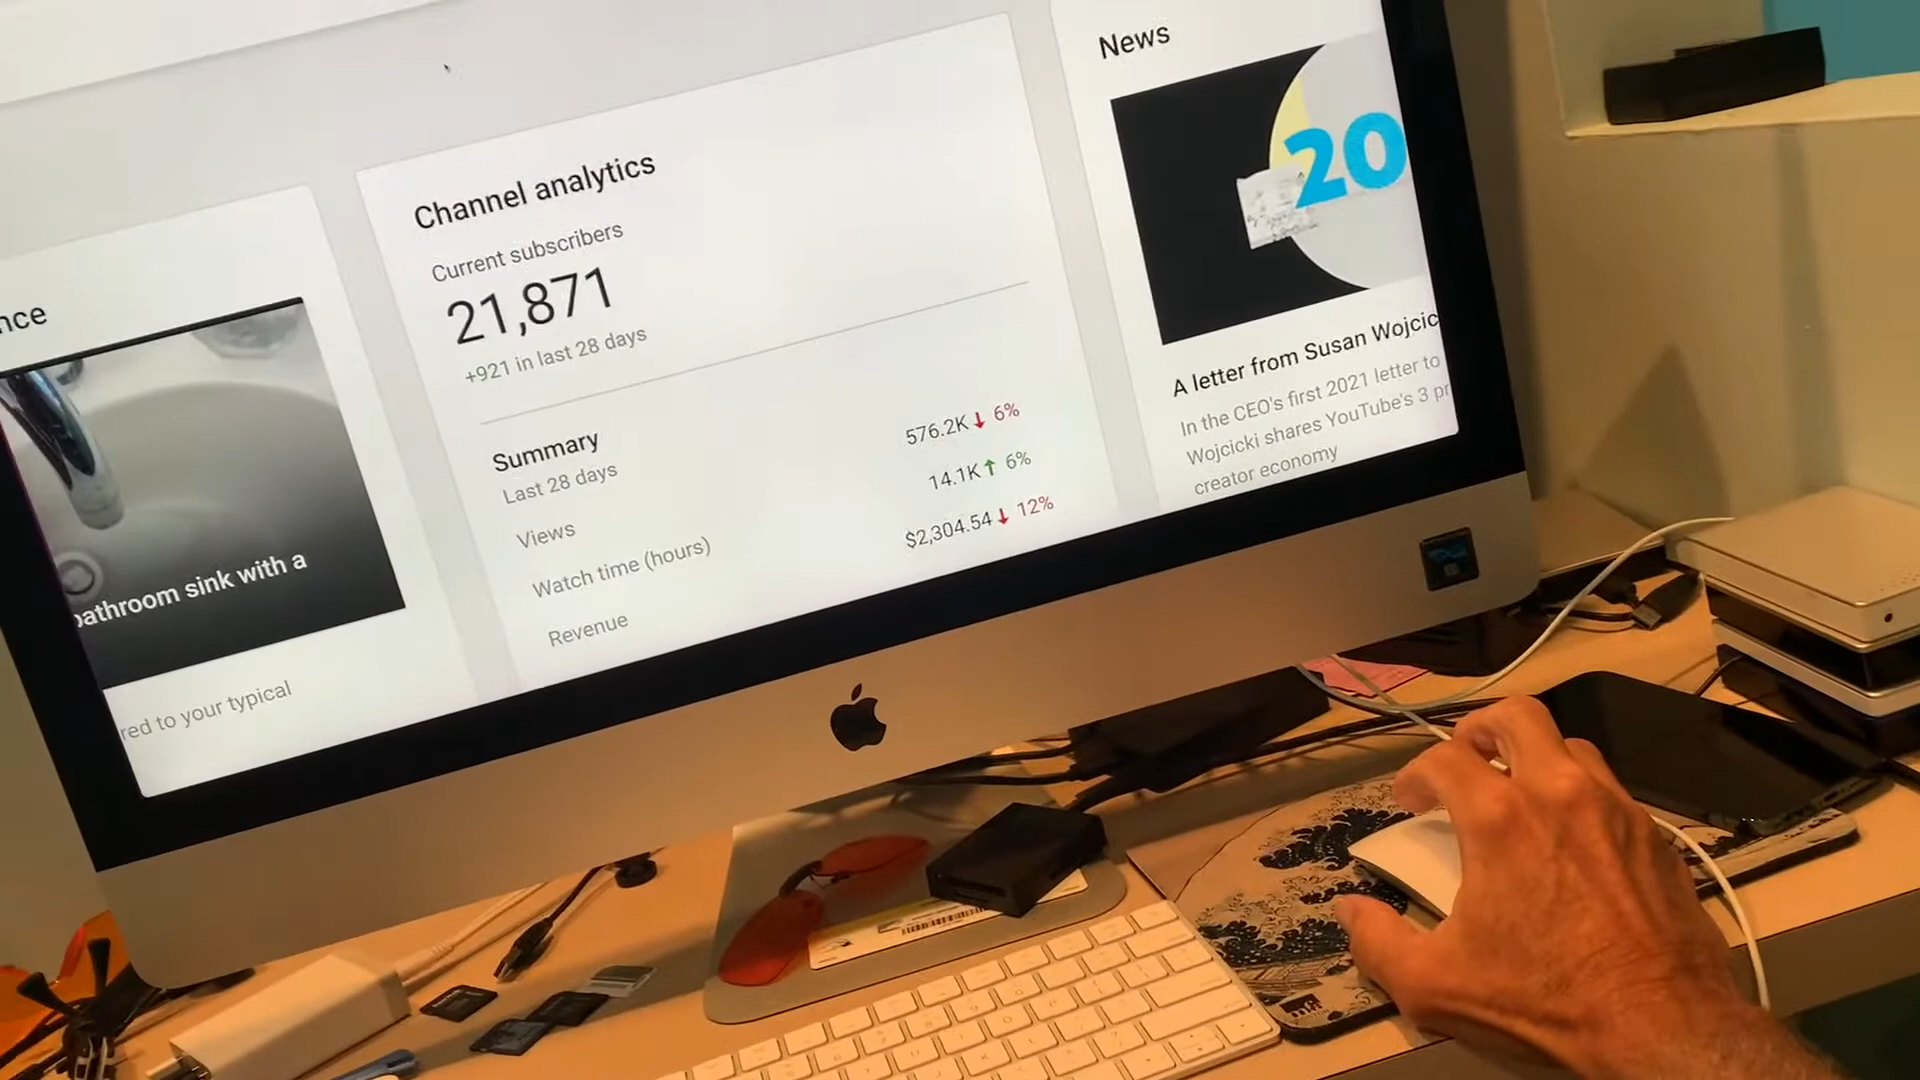 nce
bathroom sink with a
red to your typical
Channel analytics
Current subscribers
21,871
+921 in last 28 days
Summary
Last 28 days
Views 576.2K ↓ 6%
Watch time (hours) 14.1K ↑ 6%
Revenue $2,304.54 ↓ 12%
News
20
A letter from Susan Wojcic
In the CEO's first 2021 letter to
Wojcicki shares YouTube's 3 pr
creator economy